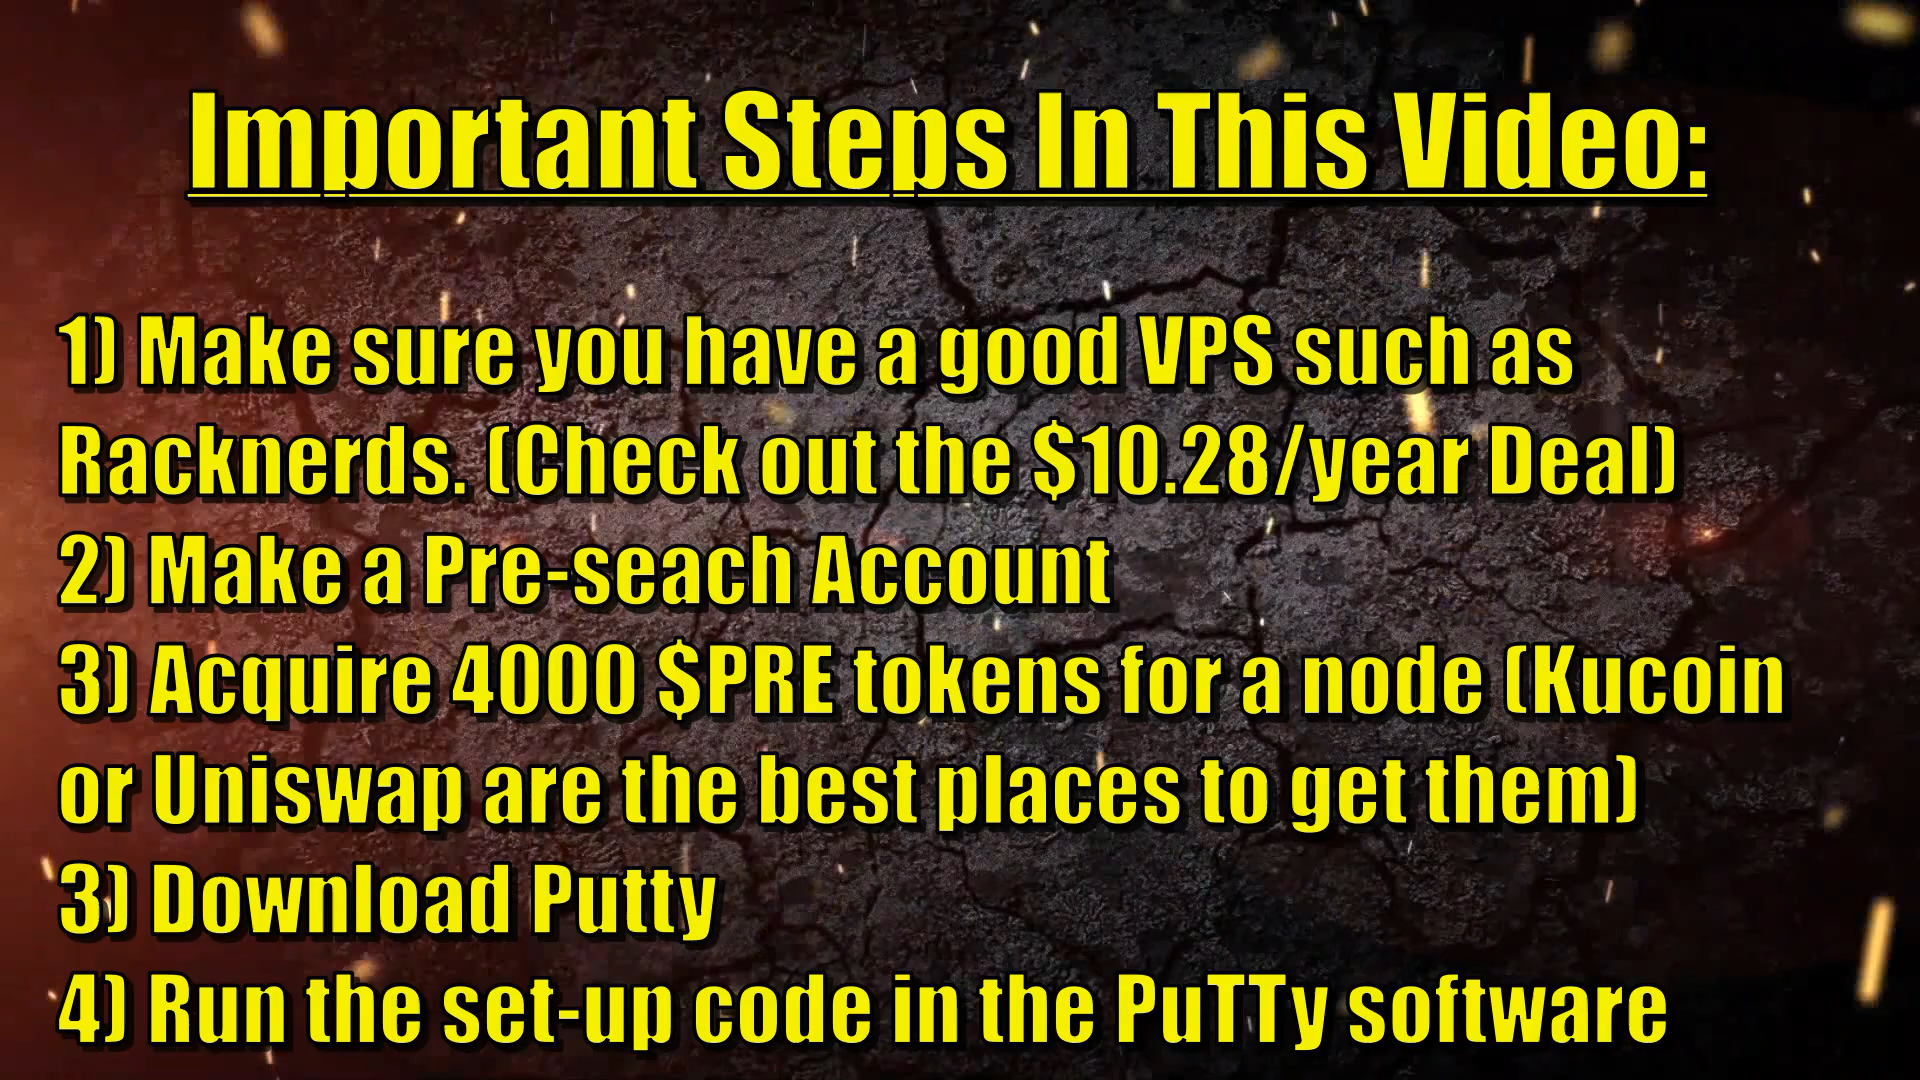 Important Steps In This Video:
1) Make sure you have a good VPS such as
Racknerds. (Check out the $10.28/year Deal)
2) Make a Pre-seach Account
3) Acquire 4000 $PRE tokens for a node (Kucoin
or Uniswap are the best places to get them)
3) Download Putty
4) Run the set-up code in the PuTTy software